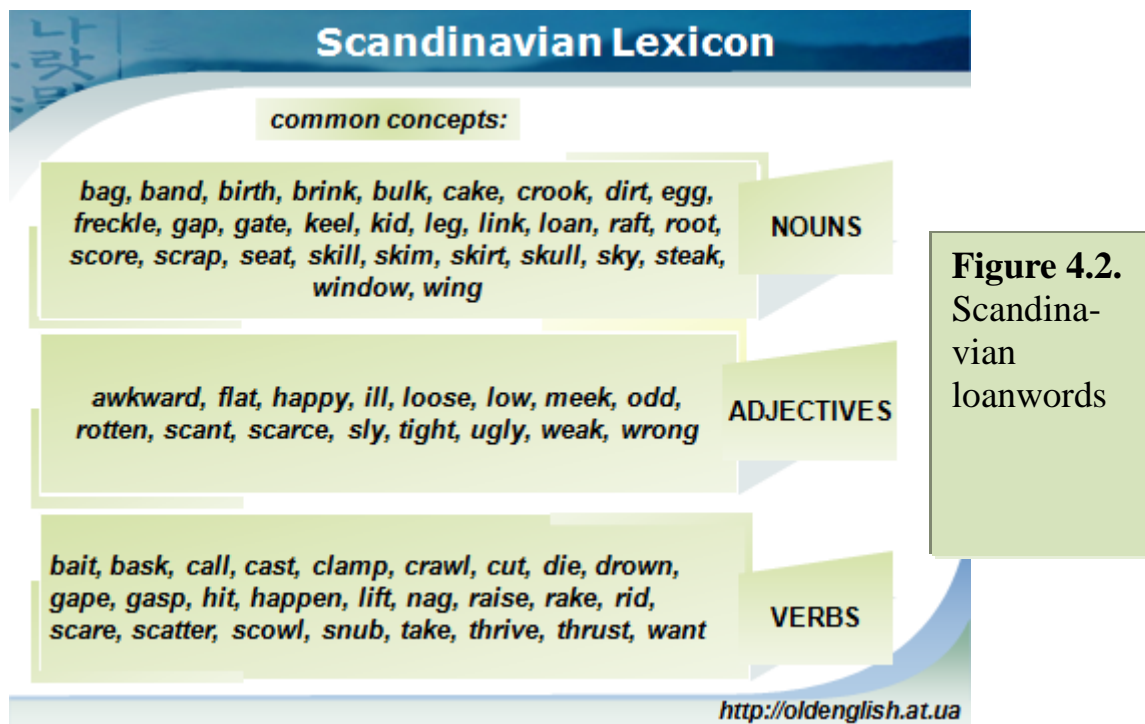 나
랏
말
Scandinavian Lexicon
common concepts:
bag, band, birth, brink, bulk, cake, crook, dirt, egg,
freckle, gap, gate, keel, kid, leg, link, loan, raft, root,
score, scrap, seat, skill, skim, skirt, skull, sky, steak,
window, wing
NOUNS
awkward, flat, happy, ill, loose, low, meek, odd,
rotten, scant, scarce, sly, tight, ugly, weak, wrong
ADJECTIVES
bait, bask, call, cast, clamp, crawl, cut, die, drown,
gape, gasp, hit, happen, lift, nag, raise, rake, rid,
scare, scatter, scowl, snub, take, thrive, thrust, want
VERBS
http://oldenglish.at.ua
Figure 4.2.
Scandina-
vian
loanwords